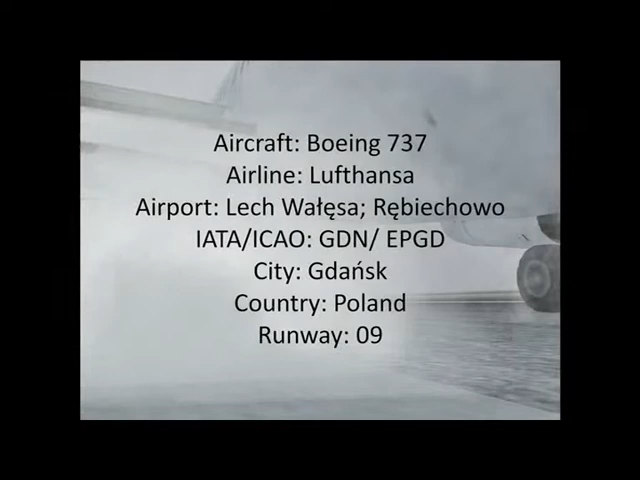 Aircraft: Boeing 737
Airline: Lufthansa
Airport: Lech Wałęsa; Rębiechowo
IATA/ICAO: GDN/ EPGD
City: Gdańsk
Country: Poland
Runway: 09